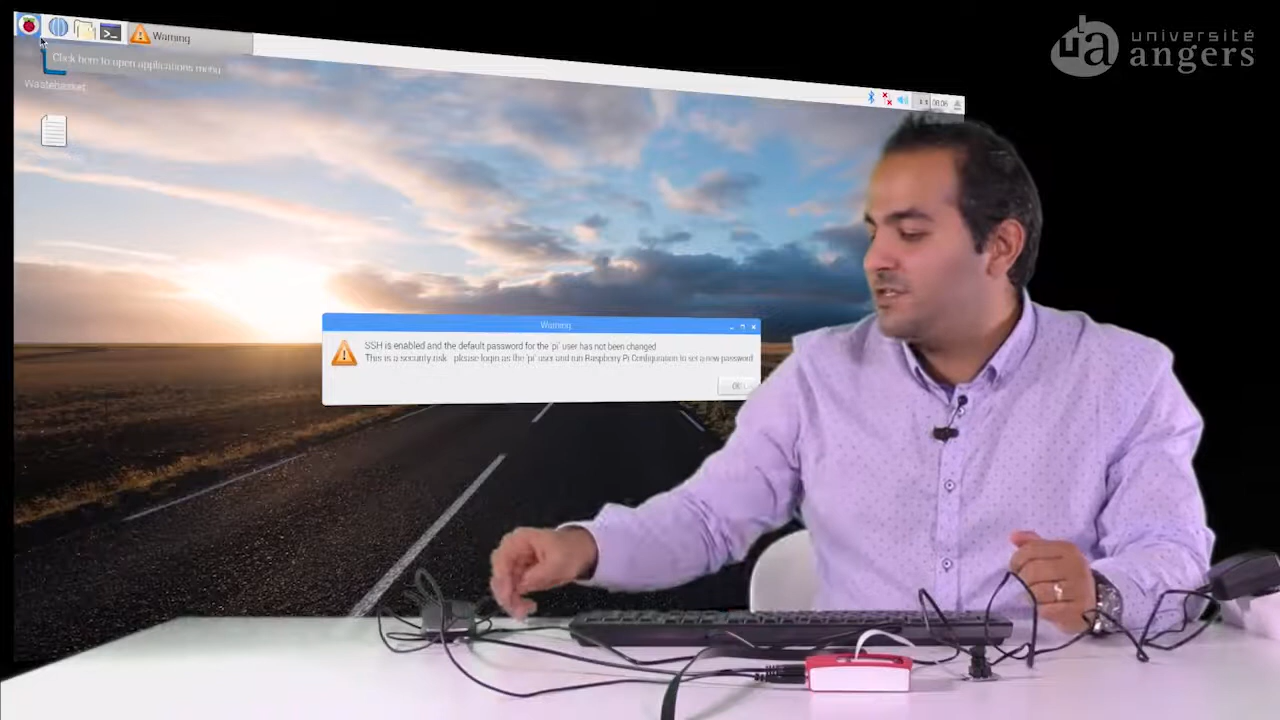 Warning
Click here to open applications menu
Wastebasket
08:06
université
angers
Warning
SSH is enabled and the default password for the 'pi' user has not been changed
This is a security risk - please login as the 'pi' user and run Raspberry Pi Configuration to set a new password